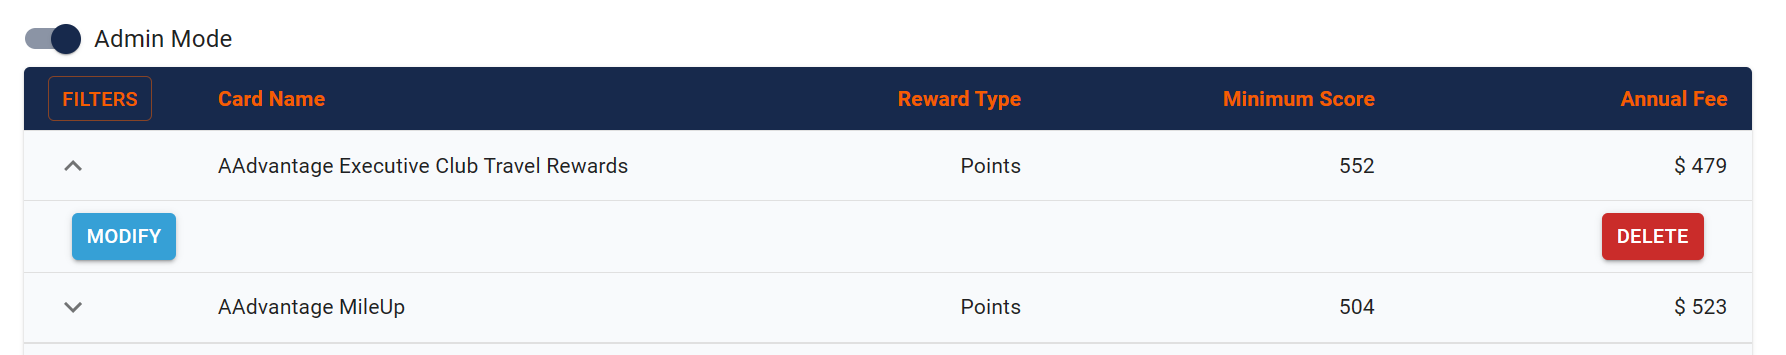 Admin Mode
FILTERS Card Name Reward Type Minimum Score Annual Fee
AAdvantage Executive Club Travel Rewards Points 552 $ 479
MODIFY DELETE
AAdvantage MileUp Points 504 $ 523